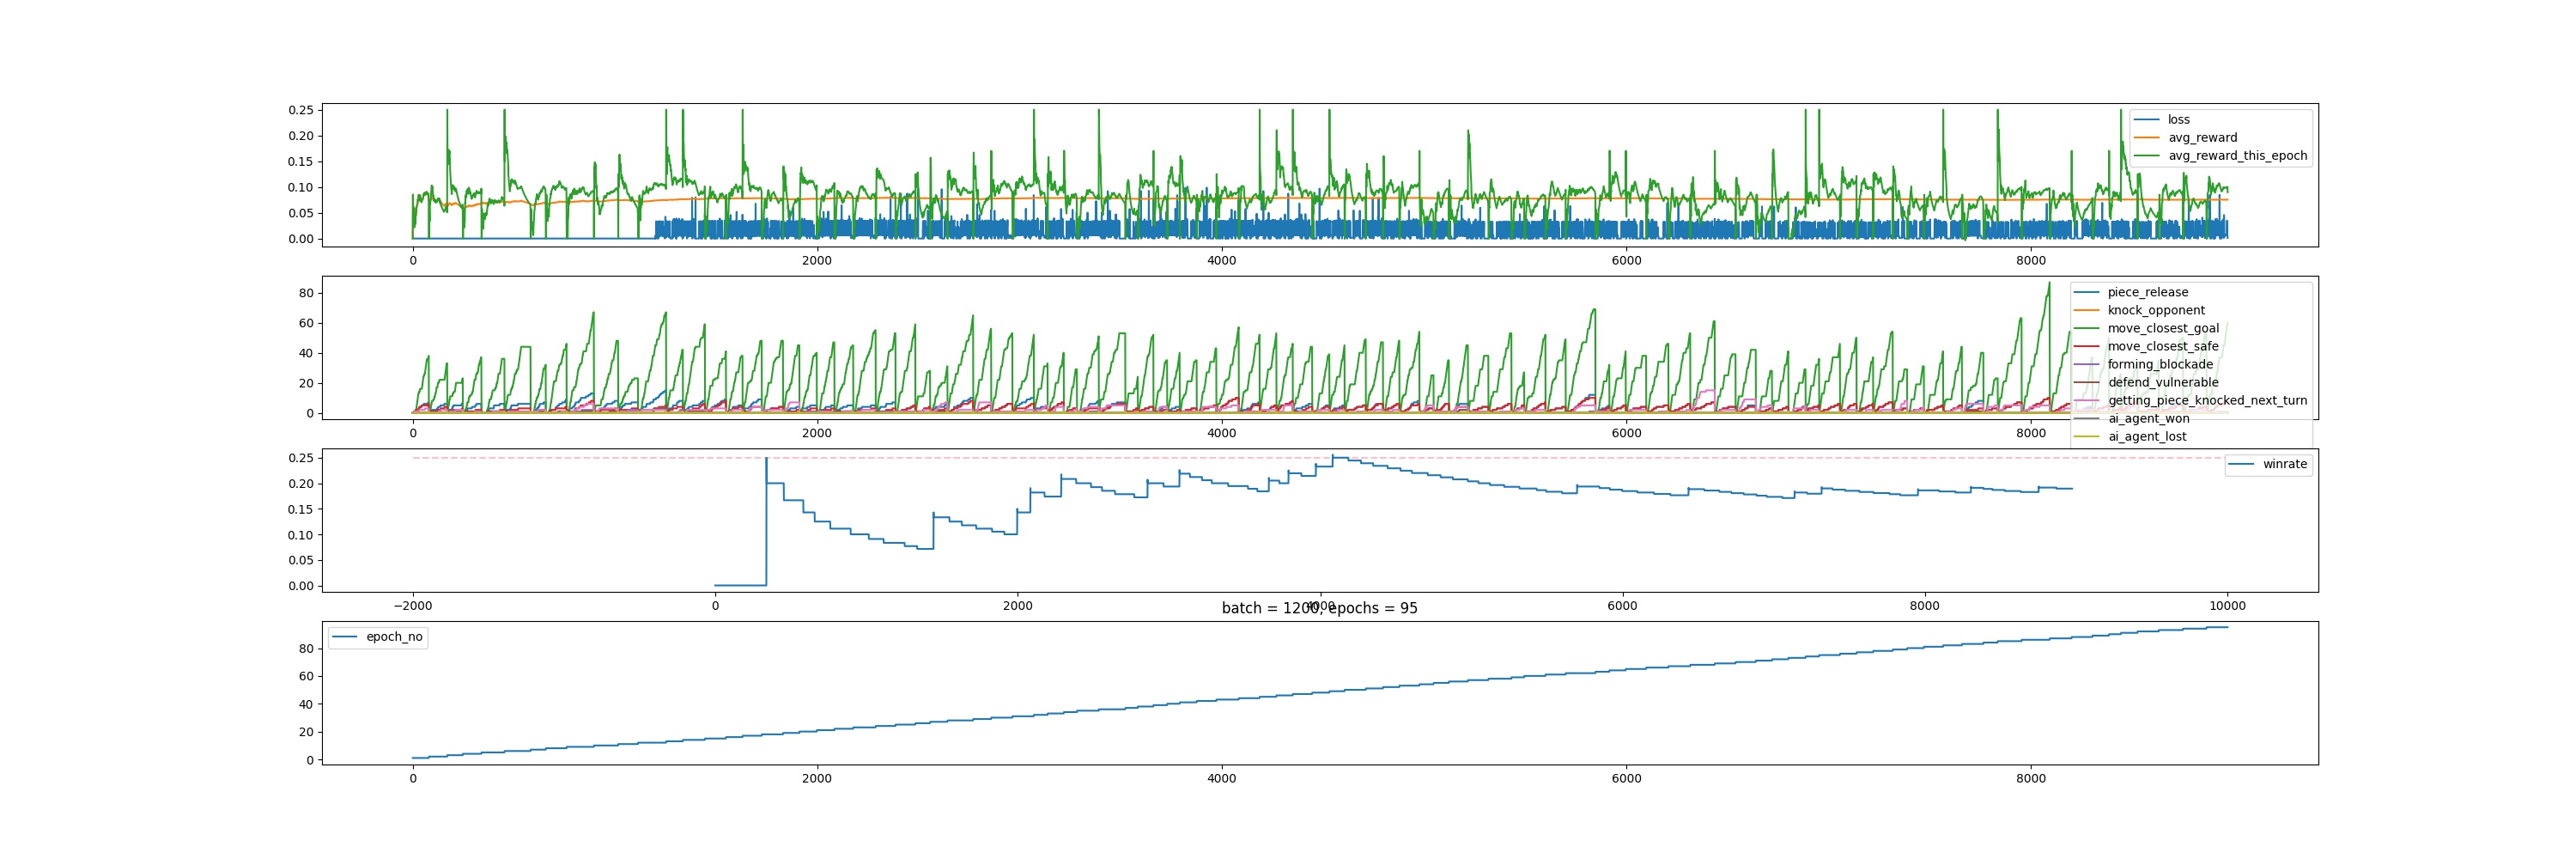 0.25
0.20
0.15
0.10
0.05
0.00
loss
avg_reward
avg_reward_this_epoch
0 2000 4000 6000 8000
80
60
40
20
0
piece_release
knock_opponent
move_closest_goal
move_closest_safe
forming_blockade
defend_vulnerable
getting_piece_knocked_next_turn
ai_agent_won
ai_agent_lost
0 2000 4000 6000 8000
0.25
0.20
0.15
0.10
0.05
0.00
winrate
−2000 0 2000 4000 6000 8000 10000
batch = 1200, epochs = 95
80
60
40
20
0
epoch_no
0 2000 4000 6000 8000